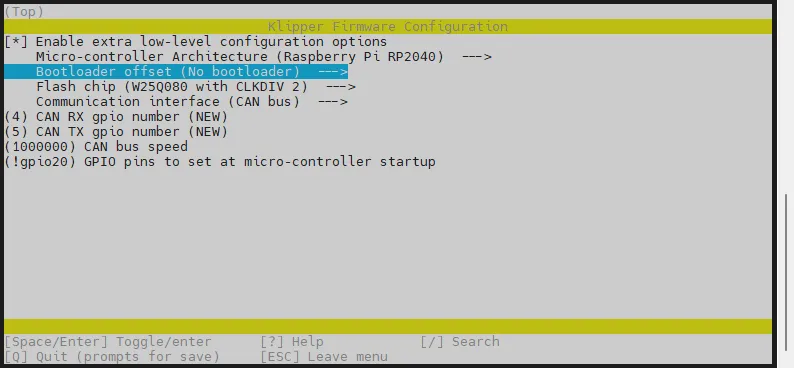 (Top)
Klipper Firmware Configuration
[*] Enable extra low-level configuration options
Micro-controller Architecture (Raspberry Pi RP2040)  --->
Bootloader offset (No bootloader)  --->
Flash chip (W25Q080 with CLKDIV 2)  --->
Communication interface (CAN bus)  --->
(4) CAN RX gpio number (NEW)
(5) CAN TX gpio number (NEW)
(1000000) CAN bus speed
(!gpio20) GPIO pins to set at micro-controller startup
[Space/Enter] Toggle/enter [?] Help [/] Search
[Q] Quit (prompts for save) [ESC] Leave menu